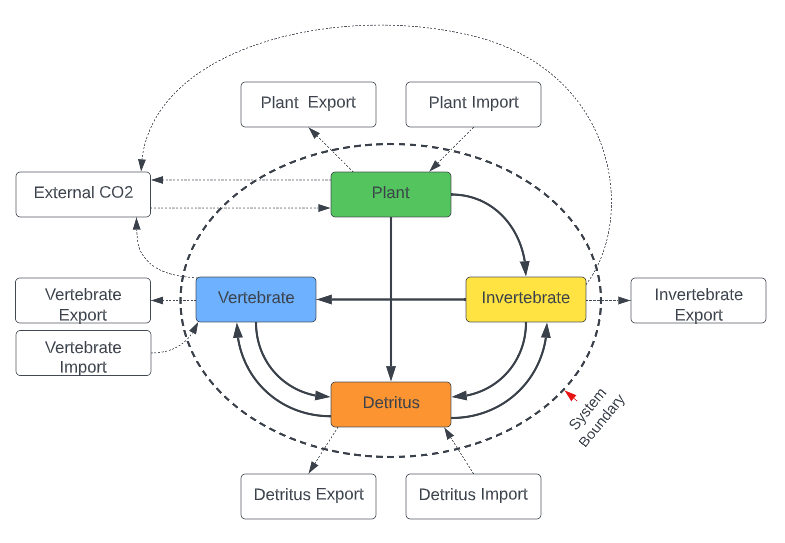 Plant Export
Plant Import
External CO2
Plant
Vertebrate
Export
Vertebrate
Invertebrate
Invertebrate
Export
Vertebrate
Import
Detritus
System
Boundary
Detritus Export
Detritus Import